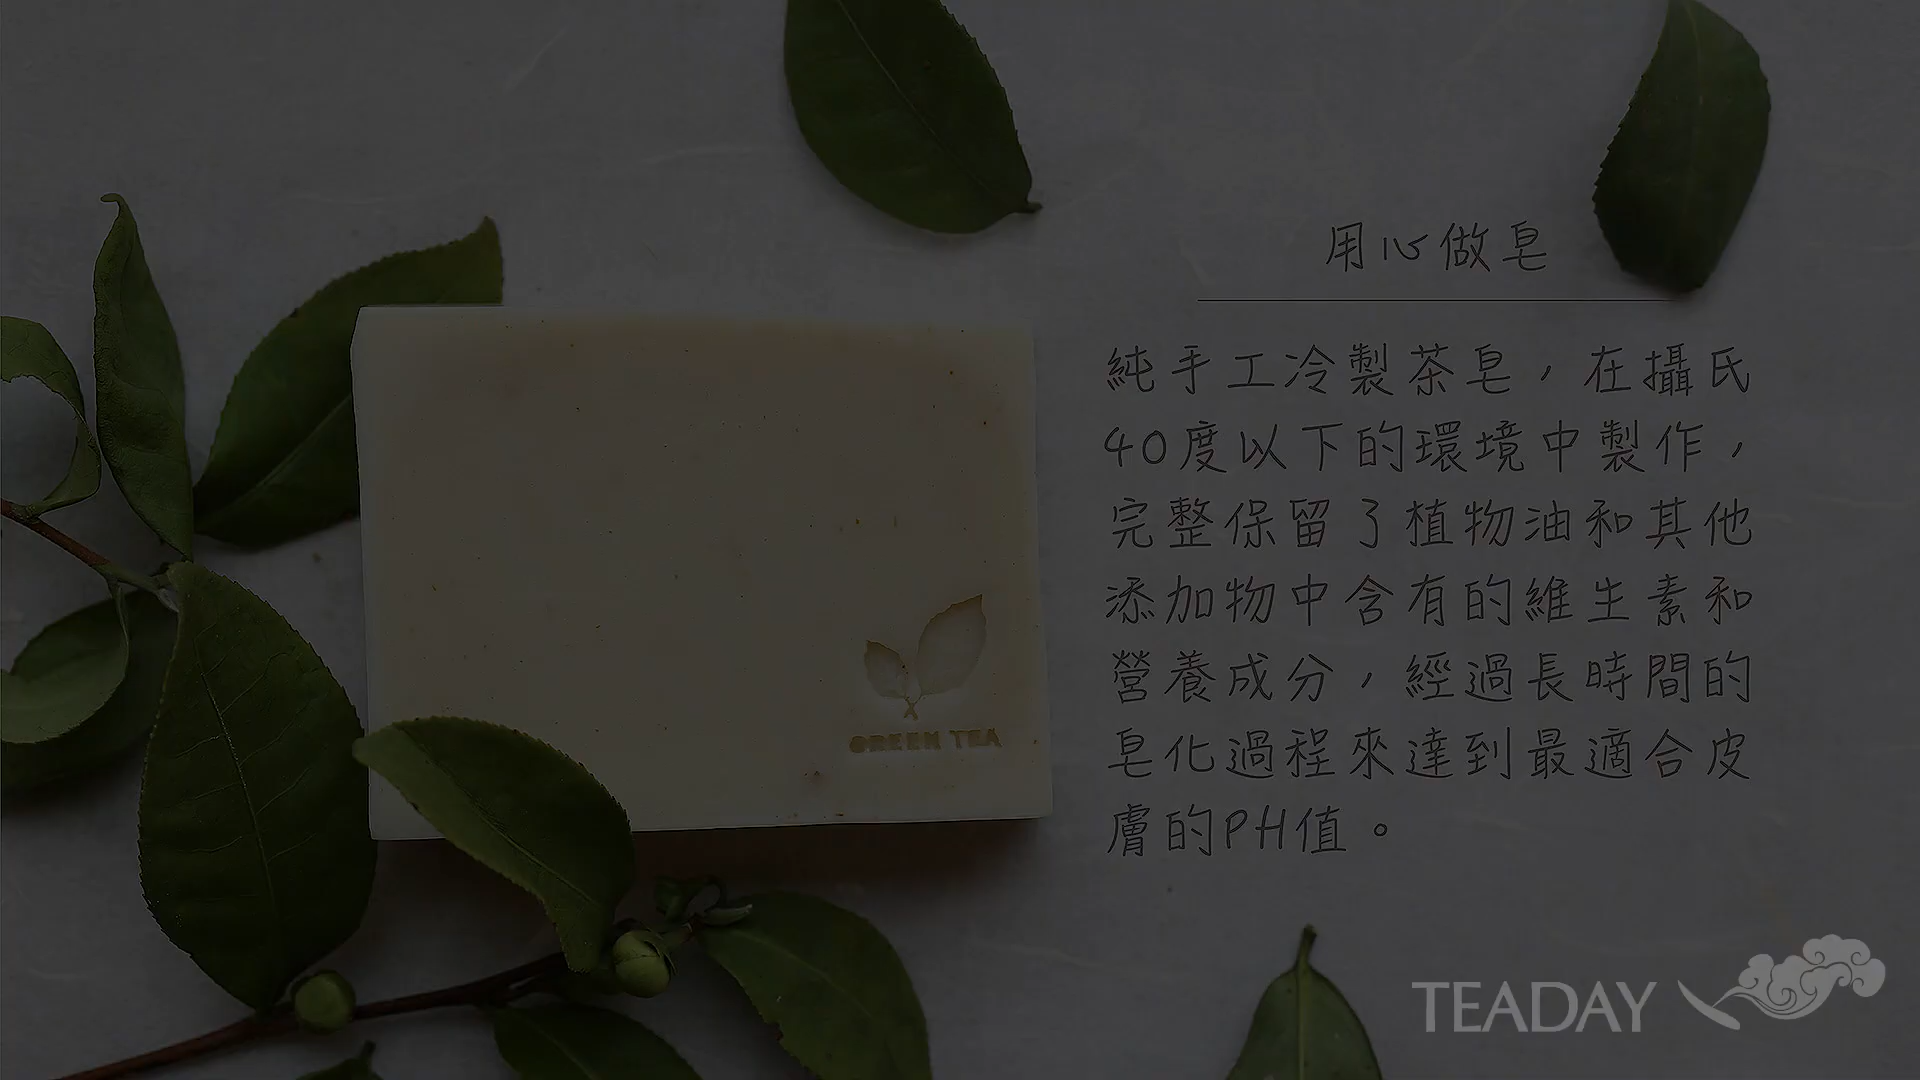 用心做皂
純手工冷製茶皂，在攝氏
40度以下的環境中製作，
完整保留了植物油和其他
添加物中含有的維生素和
營養成分，經過長時間的
皂化過程來達到最適合皮
膚的PH值。
GREEN TEA
TEADAY